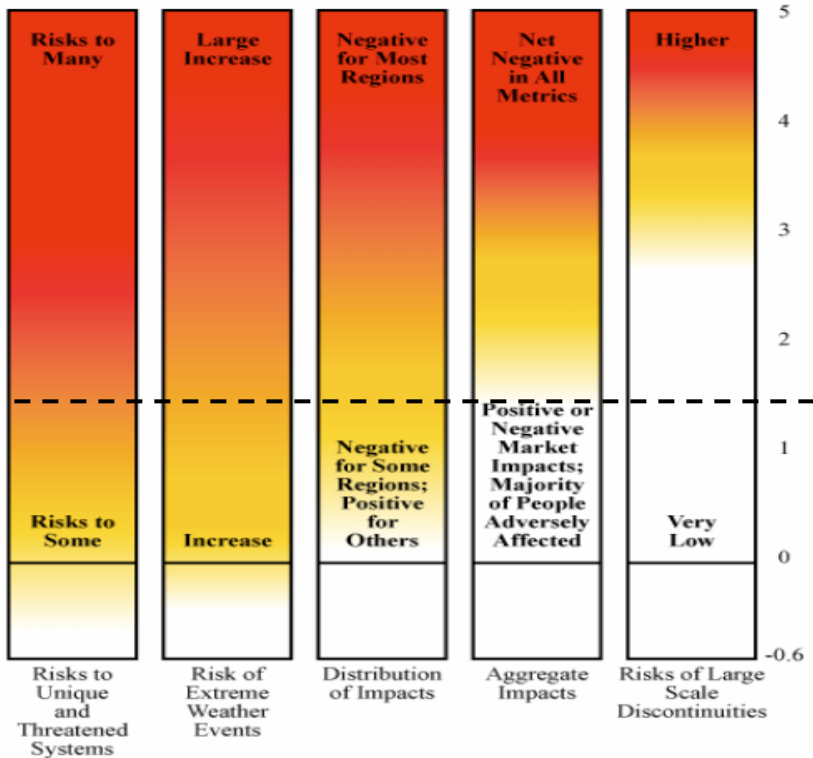 Risks to
Many
Large
Increase
Negative
for Most
Regions
Net
Negative
in All
Metrics
Higher
5
4
3
2
1
0
-0.6
Risks to
Some
Increase
Negative
for Some
Regions;
Positive
for
Others
Positive or
Negative
Market
Impacts;
Majority
of People
Adversely
Affected
Very
Low
Risks to
Unique
and
Threatened
Systems
Risk of
Extreme
Weather
Events
Distribution
of Impacts
Aggregate
Impacts
Risks of Large
Scale
Discontinuities